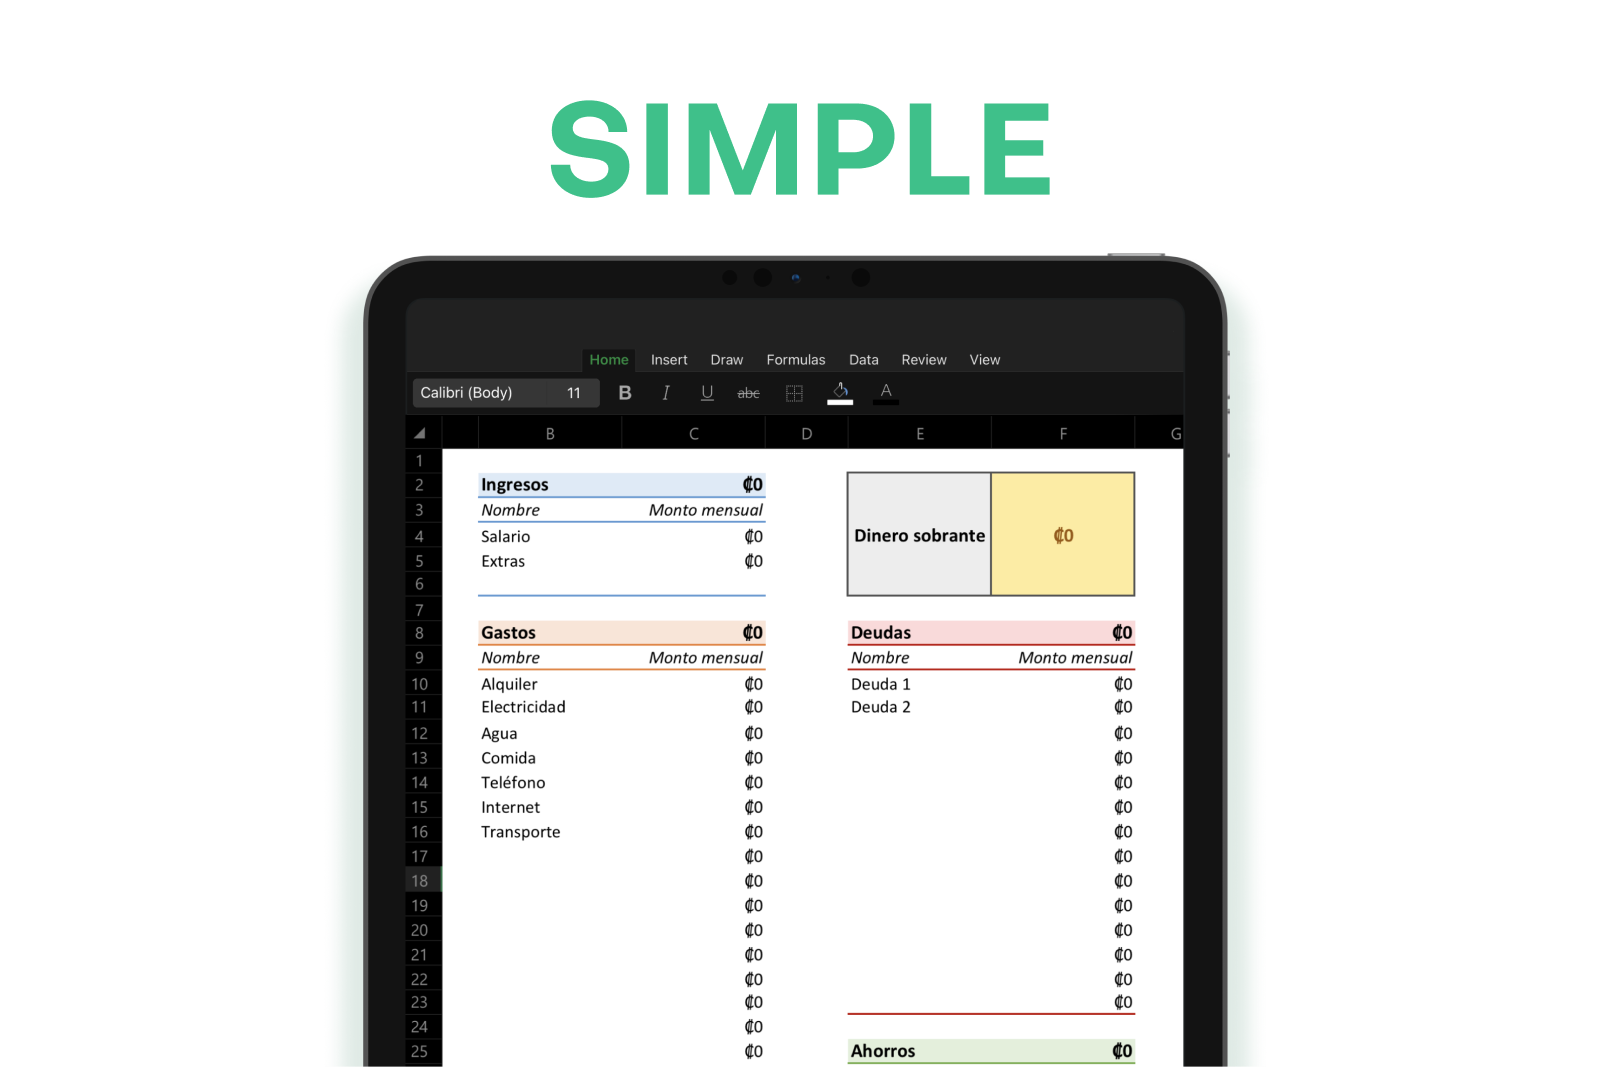 SIMPLE
Home Insert Draw Formulas Data Review View
Calibri (Body) 11 B I U abc A
B C D E F G
1
2 Ingresos ₡0
3 Nombre Monto mensual
4 Salario ₡0 Dinero sobrante ₡0
5 Extras ₡0
6
7
8 Gastos ₡0 Deudas ₡0
9 Nombre Monto mensual Nombre Monto mensual
10 Alquiler ₡0 Deuda 1 ₡0
11 Electricidad ₡0 Deuda 2 ₡0
12 Agua ₡0 ₡0
13 Comida ₡0 ₡0
14 Teléfono ₡0 ₡0
15 Internet ₡0 ₡0
16 Transporte ₡0 ₡0
17 ₡0 ₡0
18 ₡0 ₡0
19 ₡0 ₡0
20 ₡0 ₡0
21 ₡0 ₡0
22 ₡0 ₡0
23 ₡0 ₡0
24 ₡0
25 ₡0 Ahorros ₡0